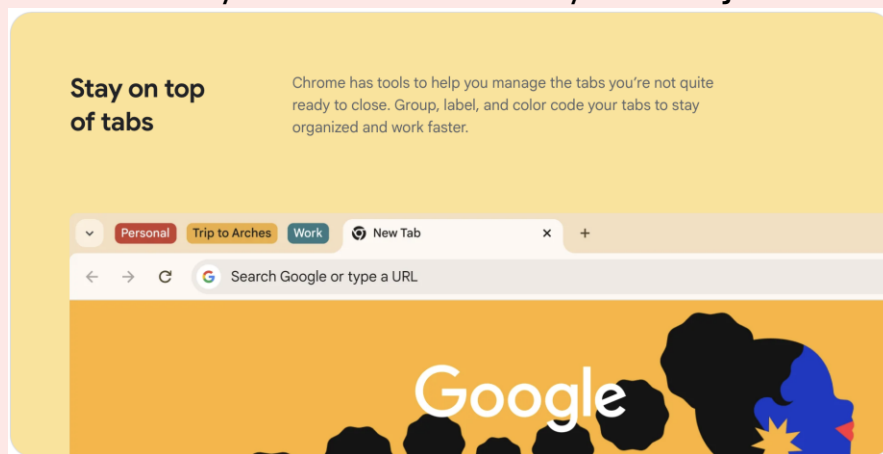 Stay on top
of tabs
Chrome has tools to help you manage the tabs you're not quite
ready to close. Group, label, and color code your tabs to stay
organized and work faster.
Personal Trip to Arches Work New Tab
Search Google or type a URL
Google